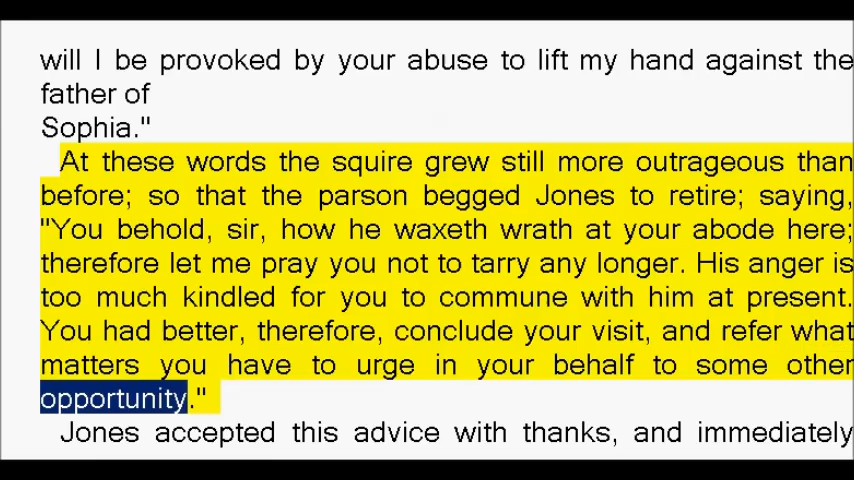 will I be provoked by your abuse to lift my hand against the
father of
Sophia."
At these words the squire grew still more outrageous than
before; so that the parson begged Jones to retire; saying,
"You behold, sir, how he waxeth wrath at your abode here;
therefore let me pray you not to tarry any longer. His anger is
too much kindled for you to commune with him at present.
You had better, therefore, conclude your visit, and refer what
matters you have to urge in your behalf to some other
opportunity."
Jones accepted this advice with thanks, and immediately